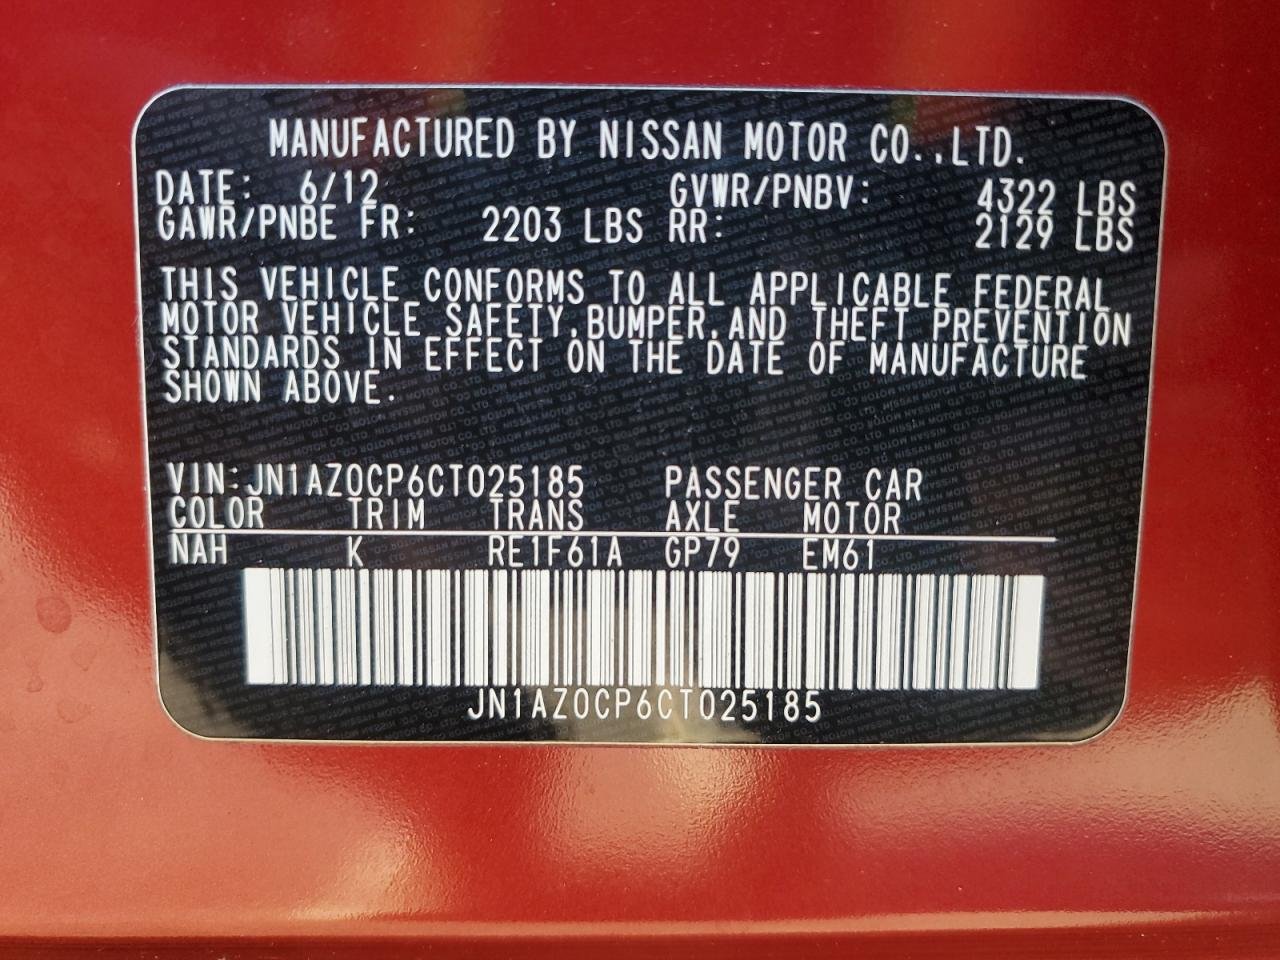 MANUFACTURED BY NISSAN MOTOR CO.,LTD.
DATE: 6/12 GVWR/PNBV: 4322 LBS
GAWR/PNBE FR: 2203 LBS RR: 2129 LBS
THIS VEHICLE CONFORMS TO ALL APPLICABLE FEDERAL
MOTOR VEHICLE SAFETY,BUMPER,AND THEFT PREVENTION
STANDARDS IN EFFECT ON THE DATE OF MANUFACTURE
SHOWN ABOVE.
VIN:JN1AZ0CP6CT025185 PASSENGER CAR
COLOR TRIM TRANS AXLE MOTOR
NAH K RE1F61A GP79 EM61
JN1AZ0CP6CT025185